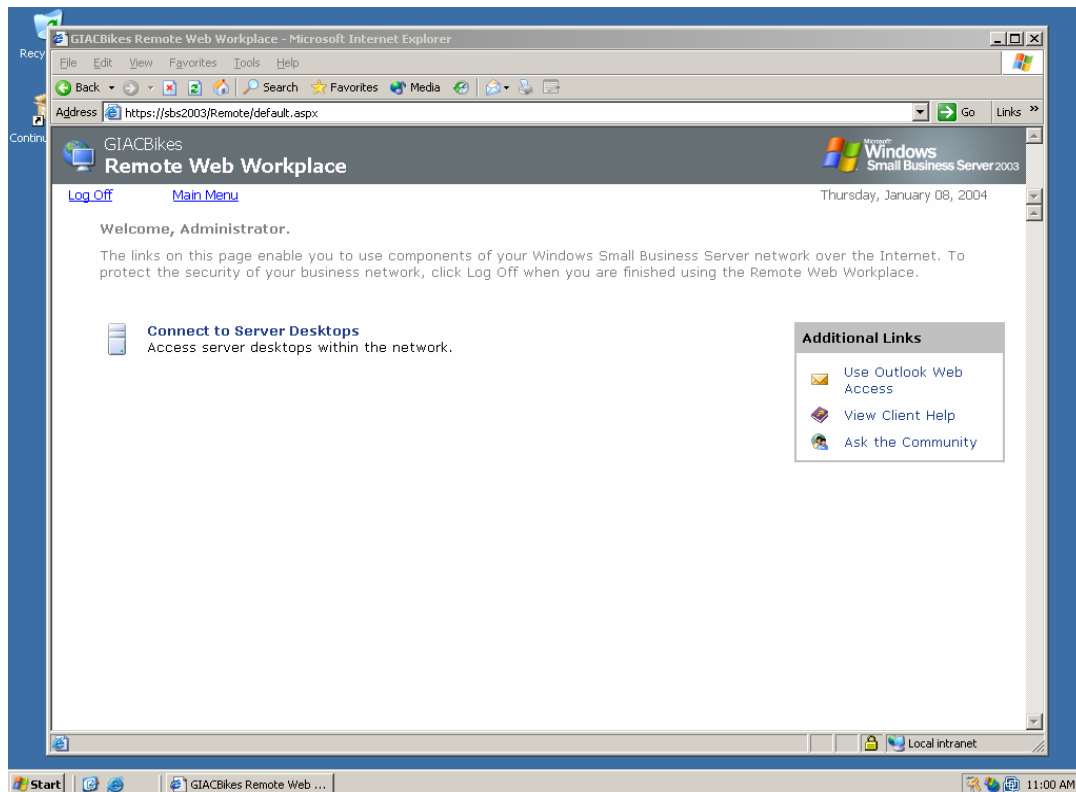 Recy
Continu
GIACBikes Remote Web Workplace - Microsoft Internet Explorer
File Edit View Favorites Tools Help
Back Search Favorites Media
Address https://sbs2003/Remote/default.aspx Go Links »
GIACBikes
Remote Web Workplace
Microsoft
Windows
Small Business Server 2003
Log Off Main Menu Thursday, January 08, 2004
Welcome, Administrator.
The links on this page enable you to use components of your Windows Small Business Server network over the Internet. To
protect the security of your business network, click Log Off when you are finished using the Remote Web Workplace.
Connect to Server Desktops
Access server desktops within the network.
Additional Links
Use Outlook Web
Access
View Client Help
Ask the Community
Local intranet
Start GIACBikes Remote Web ... 11:00 AM